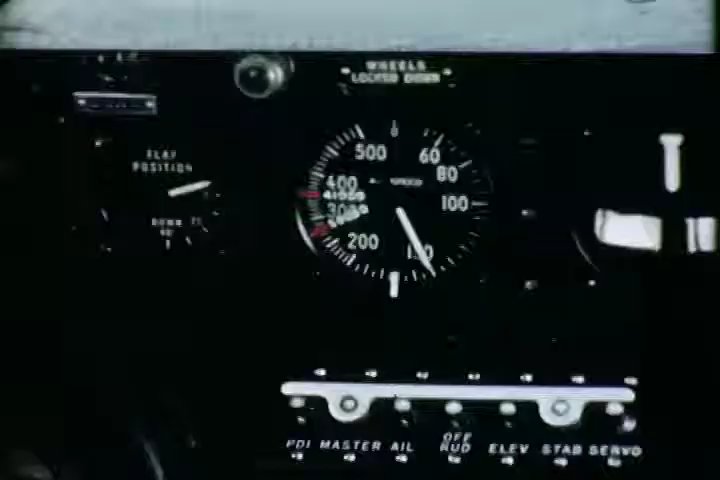 WHEELS
LOCKED DOWN
FLAP
POSITION
DOWN
500
60
400
SPEED
80
100
200
150
PDI MASTER AIL OFF RUD ELEV STAB SERVO